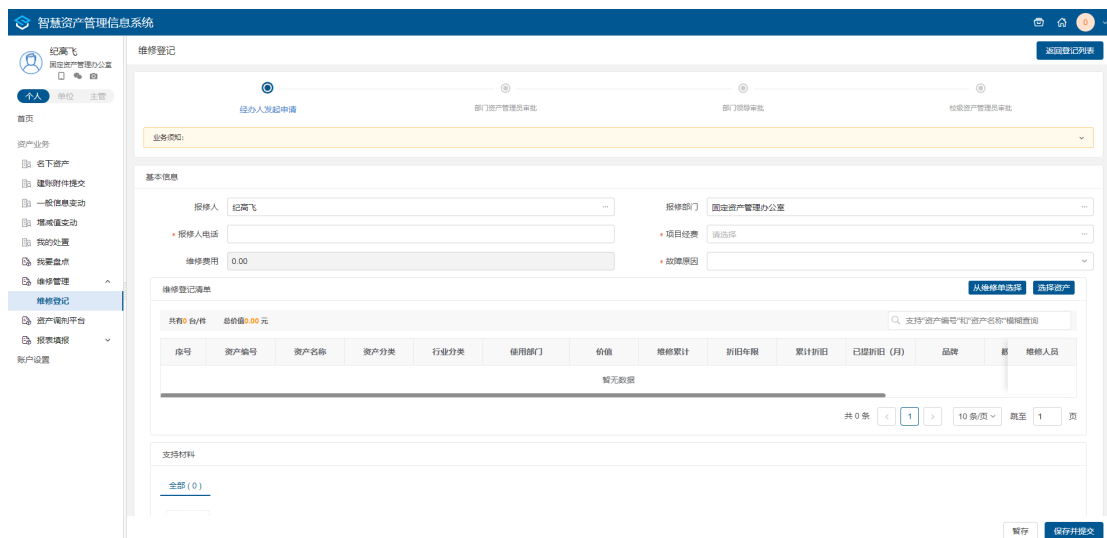 智慧资产管理信息系统
0
纪高飞
固定资产管理办公室
个人 单位 主管
首页
资产业务
名下资产
建账附件提交
一般信息变动
增减值变动
我的处置
我要盘点
维修管理
维修登记
资产调剂平台
报表填报
账户设置
维修登记
返回登记列表
经办人发起申请
部门资产管理员审批
部门领导审批
校级资产管理员审批
业务须知:
基本信息
报修人 纪高飞 ...
报修部门 固定资产管理办公室 ...
* 报修人电话
* 项目经费 请选择 ...
维修费用 0.00
* 故障原因
维修登记清单
从维修单选择 选择资产
共有0 台/件 总价值0.00 元
支持"资产编号"和"资产名称"模糊查询
序号 资产编号 资产名称 资产分类 行业分类 使用部门 价值 维修累计 折旧年限 累计折旧 已提折旧（月） 品牌 维修人员
暂无数据
共 0 条 < 1 > 10 条/页 跳至 1 页
支持材料
全部 ( 0 )
暂存 保存并提交